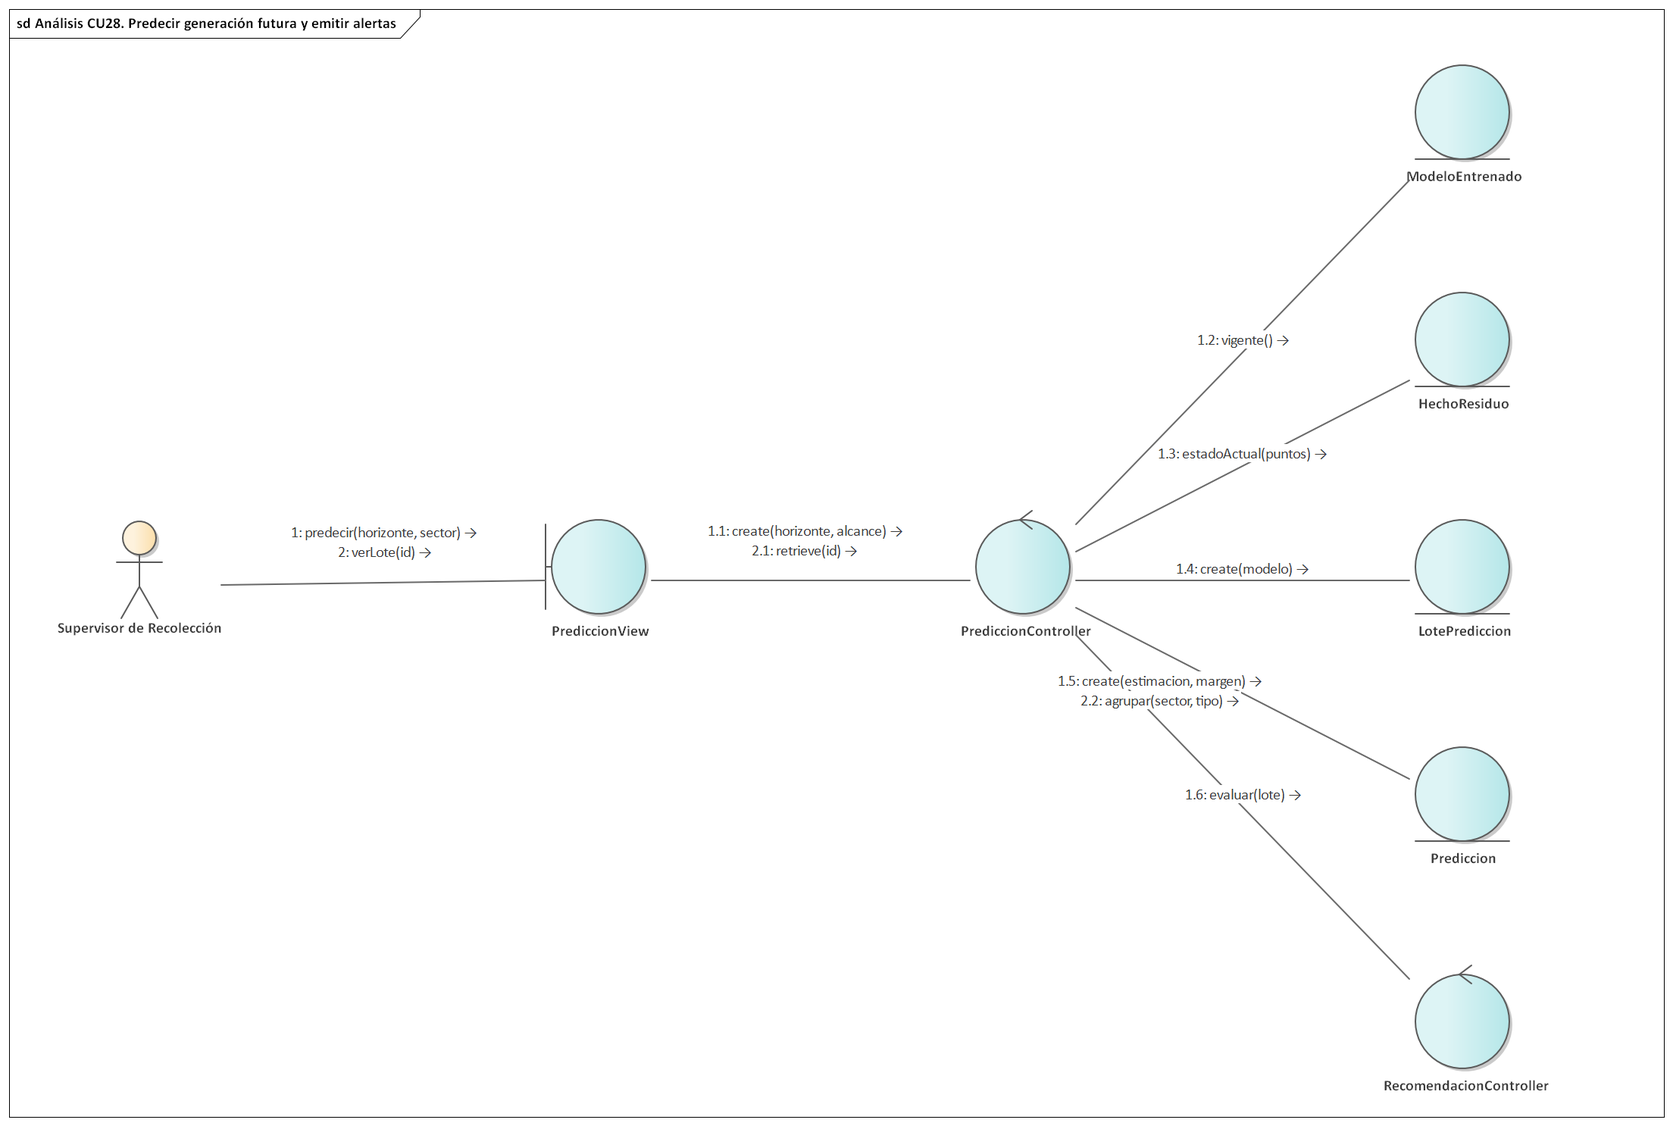 sd Análisis CU28. Predecir generación futura y emitir alertas
ModeloEntrenado
1.2: vigente()
HechoResiduo
1.3: estadoActual(puntos)
1: predecir(horizonte, sector)
2: verLote(id)
1.1: create(horizonte, alcance)
2.1: retrieve(id)
1.4: create(modelo)
Supervisor de Recolección
PrediccionView
PrediccionController
LotePrediccion
1.5: create(estimacion, margen)
2.2: agrupar(sector, tipo)
1.6: evaluar(lote)
Prediccion
RecomendacionController